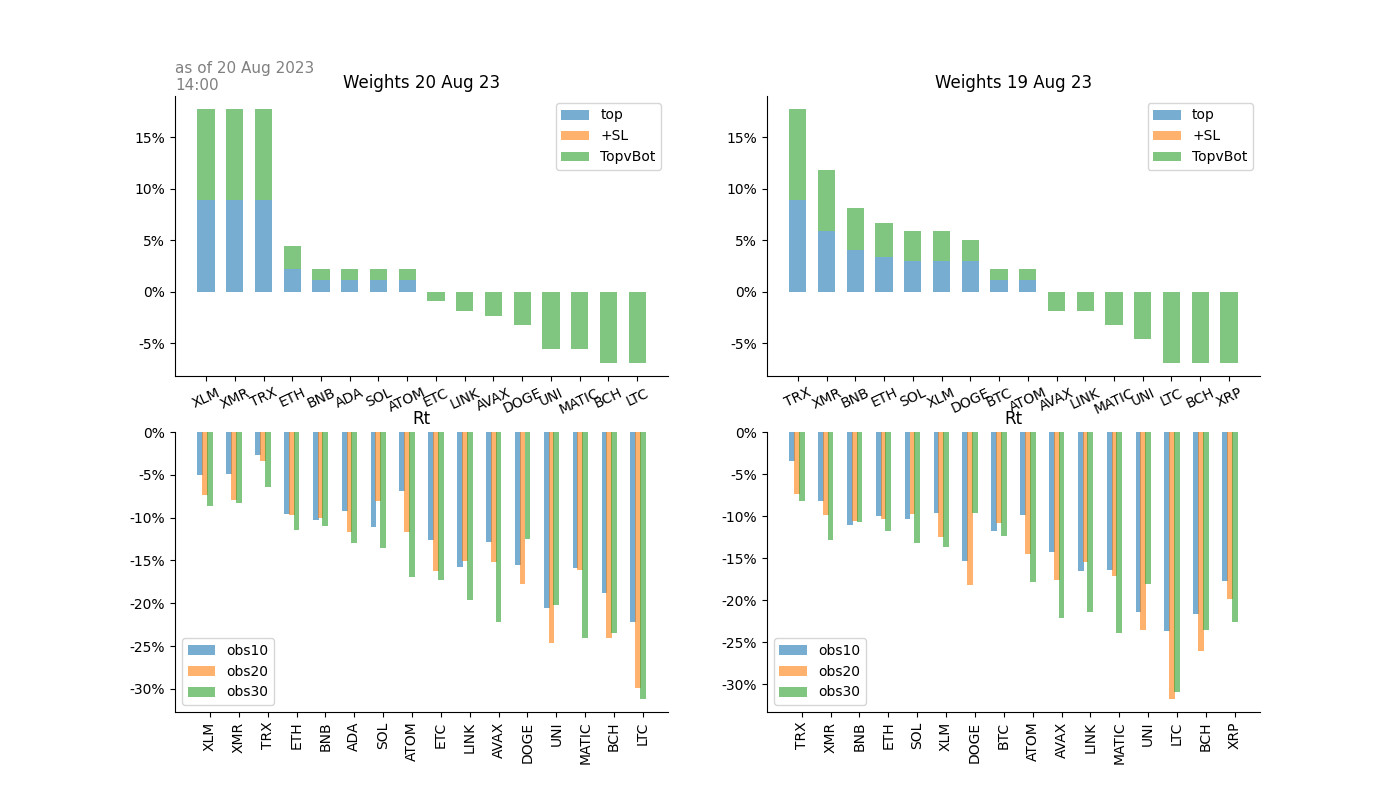 as of 20 Aug 2023
14:00
Weights 20 Aug 23
15%
10%
5%
0%
-5%
top
+SL
TopvBot
XLM XMR TRX ETH BNB ADA SOL ATOM ETC LINK AVAX DOGE UNI MATIC BCH LTC
Weights 19 Aug 23
15%
10%
5%
0%
-5%
top
+SL
TopvBot
TRX XMR BNB ETH SOL XLM DOGE BTC ATOM AVAX LINK MATIC UNI LTC BCH XRP
Rt
0%
-5%
-10%
-15%
-20%
-25%
-30%
obs10
obs20
obs30
XLM XMR TRX ETH BNB ADA SOL ATOM ETC LINK AVAX DOGE UNI MATIC BCH LTC
Rt
0%
-5%
-10%
-15%
-20%
-25%
-30%
obs10
obs20
obs30
TRX XMR BNB ETH SOL XLM DOGE BTC ATOM AVAX LINK MATIC UNI LTC BCH XRP